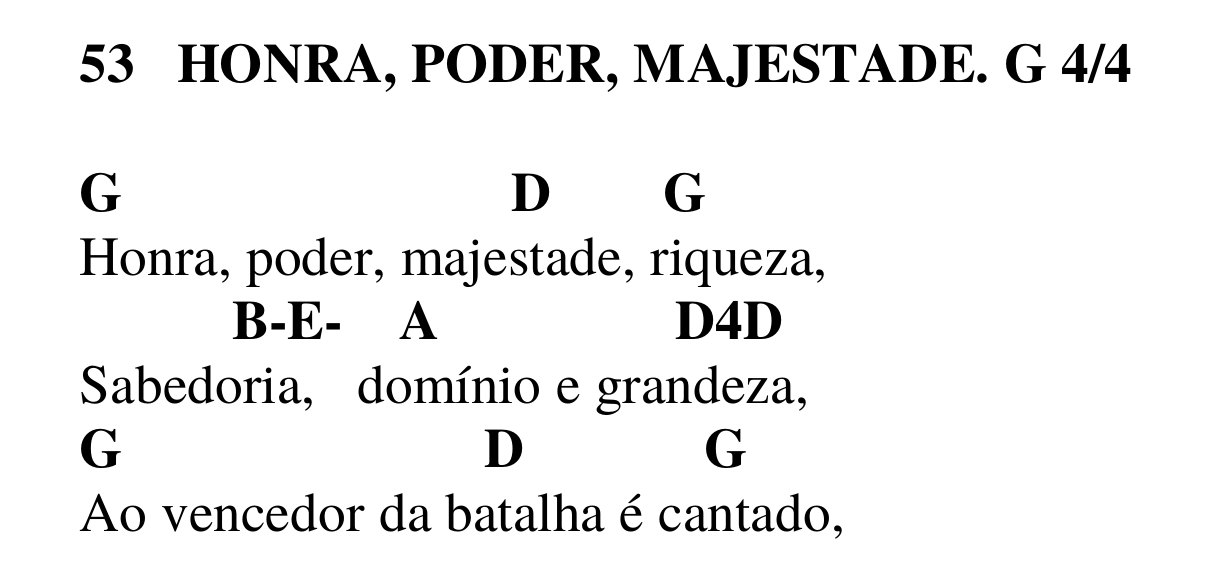 53 HONRA, PODER, MAJESTADE. G 4/4
G D G
Honra, poder, majestade, riqueza,
B-E- A D4D
Sabedoria, domínio e grandeza,
G D G
Ao vencedor da batalha é cantado,